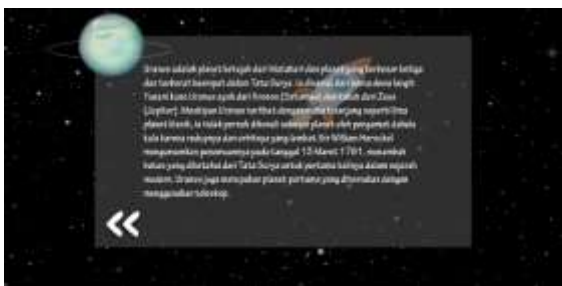 Uranus adalah planet ketujuh dari Matahari dan planet yang terbesar ketiga
dan terberat keempat dalam Tata Surya. Ia dinamai dari nama dewa langit
Yunani kuno Uranus ayah dari Kronos (Saturnus) dan kakek dari Zeus
(Jupiter). Meskipun Uranus terlihat dengan mata telanjang seperti lima
planet klasik, ia tidak pernah dikenali sebagai planet oleh pengamat dahulu
kala karena redupnya dan orbitnya yang lambat. Sir William Herschel
mengumumkan penemuannya pada tanggal 13 Maret 1781, menambah
batas yang diketahui dari Tata Surya untuk pertama kalinya dalam sejarah
modern. Uranus juga merupakan planet pertama yang ditemukan dengan
menggunakan teleskop.